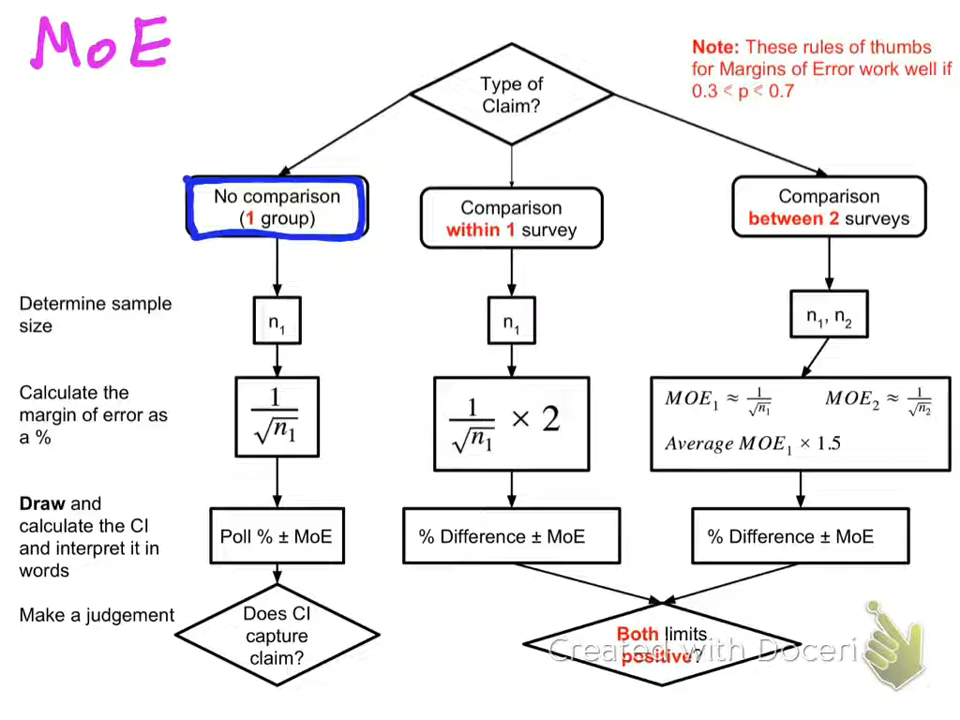 MoE
Note: These rules of thumbs
for Margins of Error work well if
0.3 < p < 0.7
Type of
Claim?
No comparison
(1 group)
Comparison
within 1 survey
Comparison
between 2 surveys
Determine sample
size
n₁
n₁
n₁, n₂
Calculate the
margin of error as
a %
1/√n₁
1/√n₁ × 2
MOE₁ ≈ 1/√n₁ MOE₂ ≈ 1/√n₂
Average MOE₁ × 1.5
Draw and
calculate the CI
and interpret it in
words
Poll % ± MoE
% Difference ± MoE
% Difference ± MoE
Make a judgement
Does CI
capture
claim?
Both limits
positive?
Created with Doceri